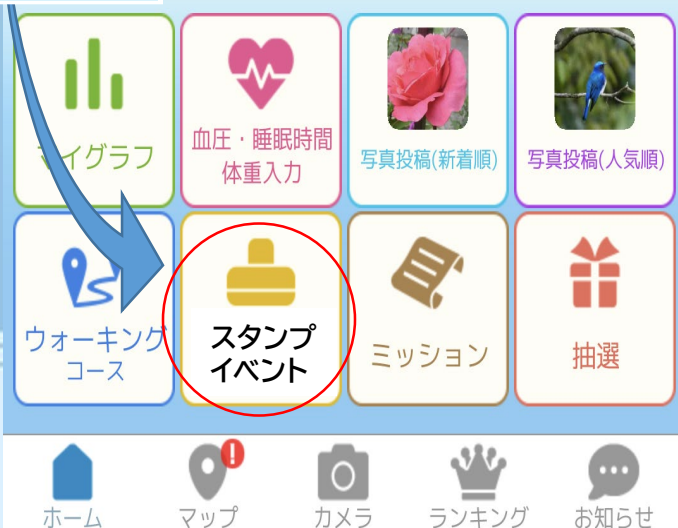 マイグラフ
血圧・睡眠時間
体重入力
写真投稿(新着順)
写真投稿(人気順)
ウォーキング
コース
スタンプ
イベント
ミッション
抽選
!
ホーム
マップ
カメラ
ランキング
お知らせ